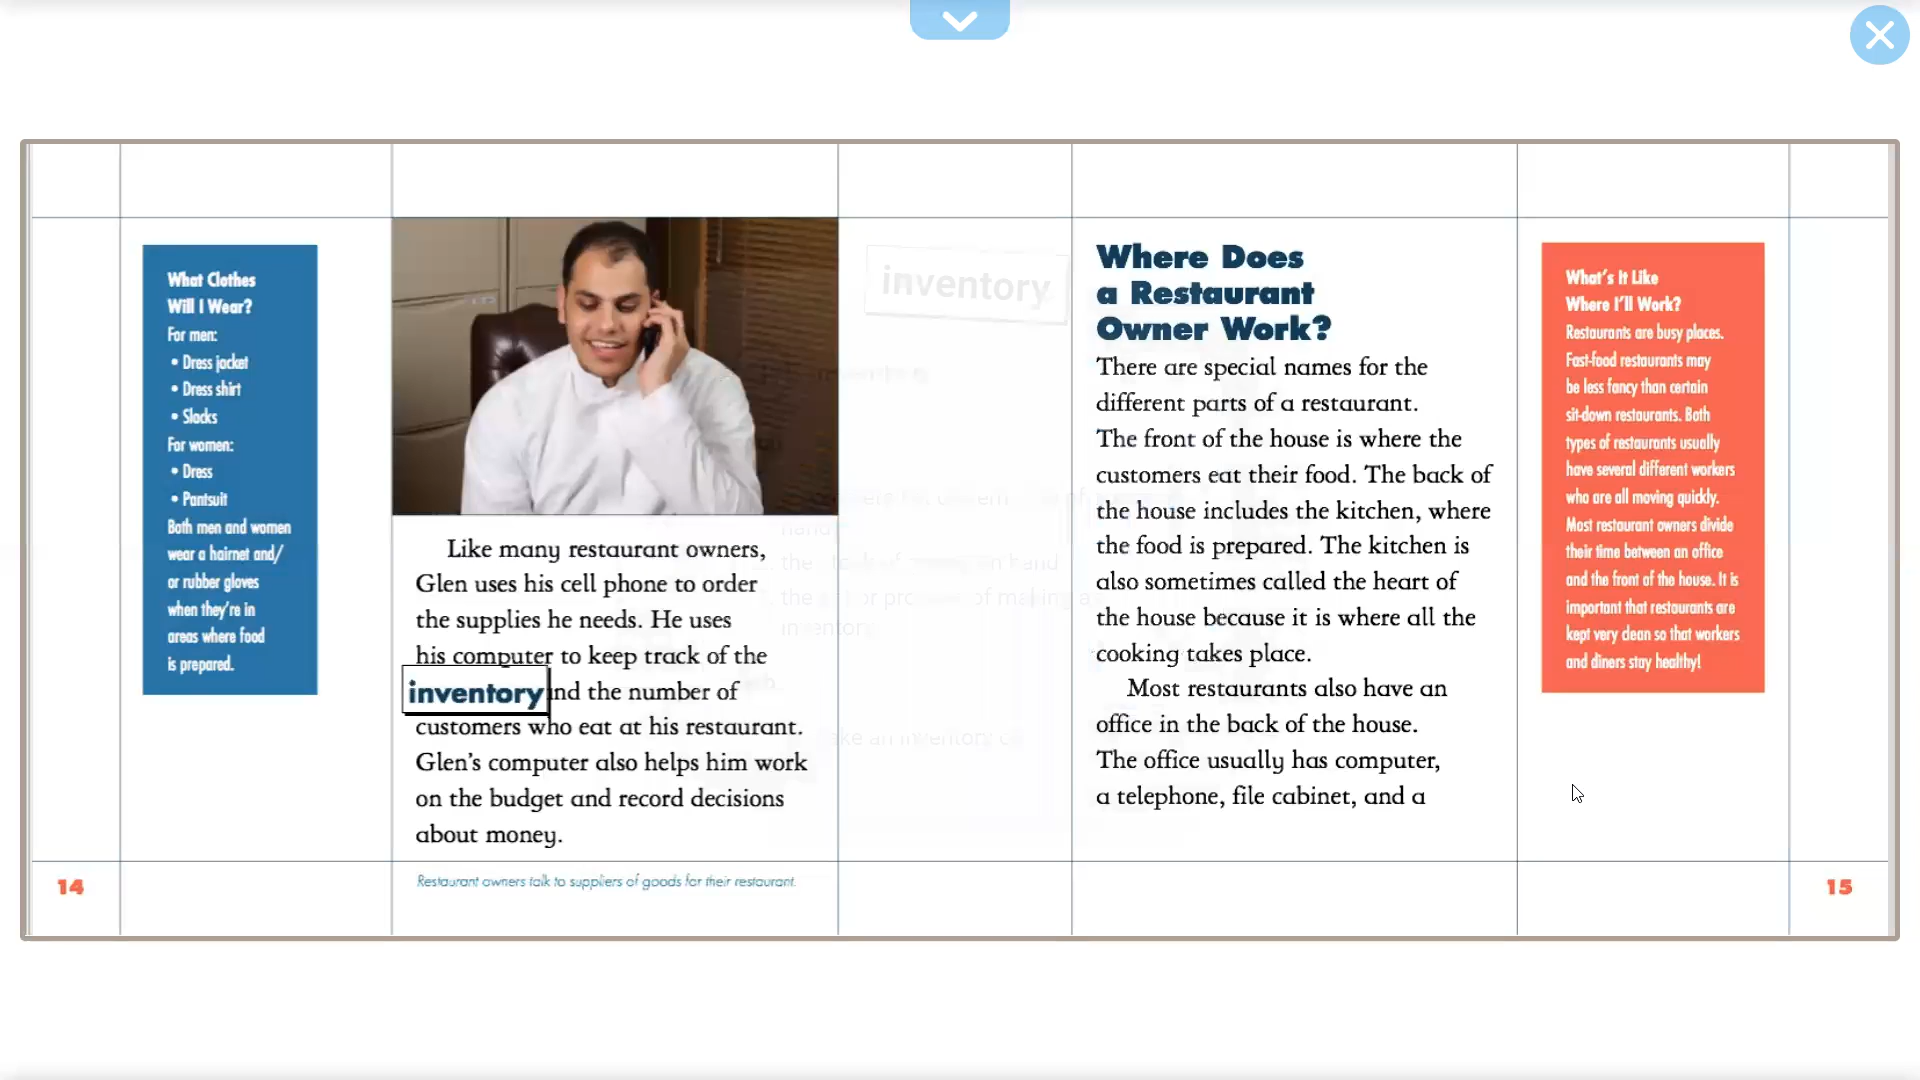 What Clothes
Will I Wear?
For men:
• Dress jacket
• Dress shirt
• Slacks
For women:
• Dress
• Pantsuit
Both men and women
wear a hairnet and/
or rubber gloves
when they're in
areas where food
is prepared.
Like many restaurant owners,
Glen uses his cell phone to order
the supplies he needs. He uses
his computer to keep track of the
inventory and the number of
customers who eat at his restaurant.
Glen's computer also helps him work
on the budget and record decisions
about money.
Restaurant owners talk to suppliers of goods for their restaurant.
14
inventory
Where Does
a Restaurant
Owner Work?
There are special names for the
different parts of a restaurant.
The front of the house is where the
customers eat their food. The back of
the house includes the kitchen, where
the food is prepared. The kitchen is
also sometimes called the heart of
the house because it is where all the
cooking takes place.
Most restaurants also have an
office in the back of the house.
The office usually has computer,
a telephone, file cabinet, and a
What's It Like
Where I'll Work?
Restaurants are busy places.
Fast-food restaurants may
be less fancy than certain
sit-down restaurants. Both
types of restaurants usually
have several different workers
who are all moving quickly.
Most restaurant owners divide
their time between an office
and the front of the house. It is
important that restaurants are
kept very clean so that workers
and diners stay healthy!
15